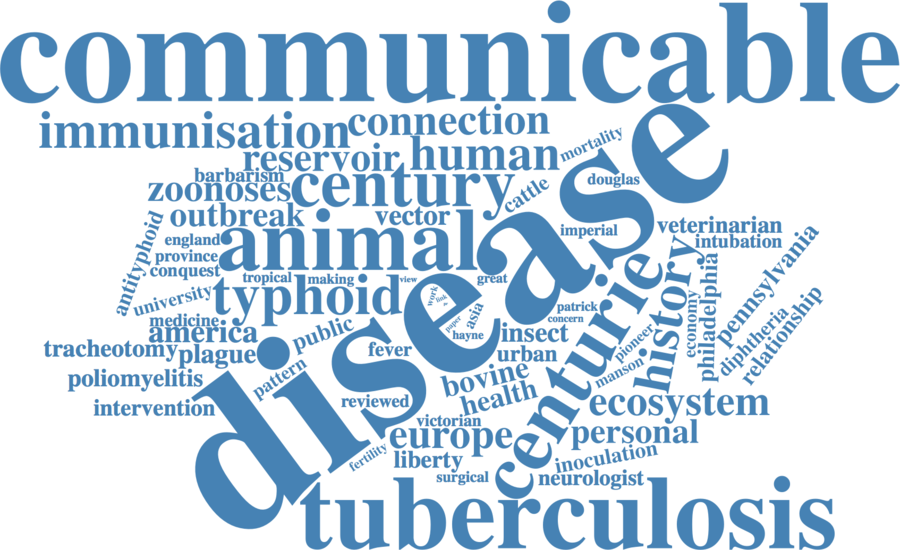 communicable
immunisation
connection
reservoir
human
mortality
barbarism
zoonoses
century
cattle
douglas
disease
outbreak
vector
antityphoid
england
animal
imperial
veterinarian
intubation
province
conquest
tropical
making
view
great
university
typhoid
work
link
paper
hayne
asia
patrick
concern
centurie
history
economy
philadelphia
pennsylvania
diphtheria
relationship
medicine
america
public
tracheotomy
plague
fever
insect
urban
pioneer
manson
poliomyelitis
pattern
bovine
health
intervention
reviewed
ecosystem
victorian
europe
personal
fertility
liberty
inoculation
surgical
neurologist
tuberculosis